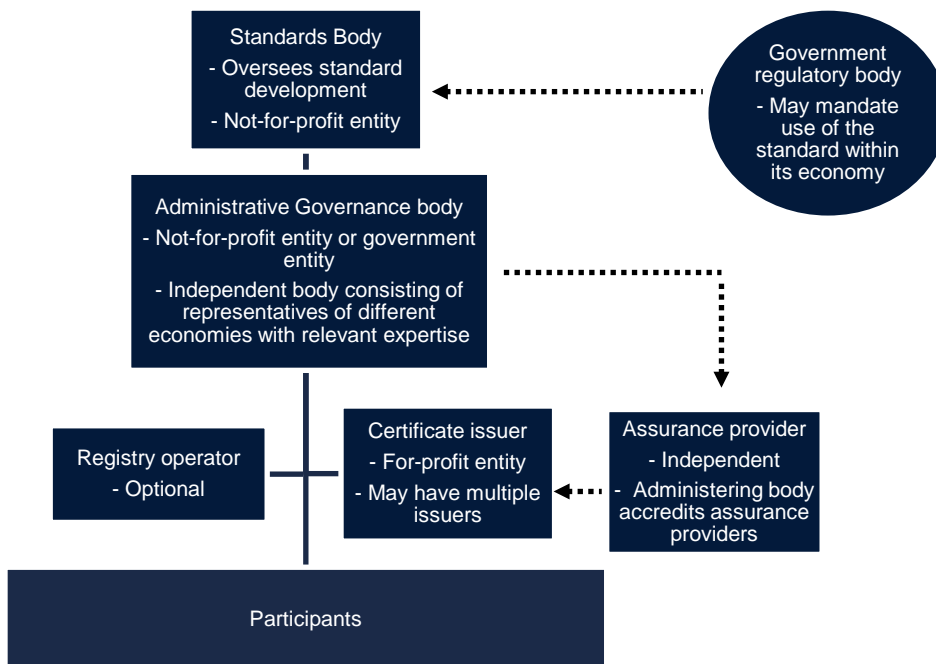 Standards Body
- Oversees standard
development
- Not-for-profit entity
Government
regulatory body
- May mandate
use of the
standard within
its economy
Administrative Governance body
- Not-for-profit entity or government
entity
- Independent body consisting of
representatives of different
economies with relevant expertise
Registry operator
- Optional
Certificate issuer
- For-profit entity
- May have multiple
issuers
Assurance provider
- Independent
- Administering body
accredits assurance
providers
Participants